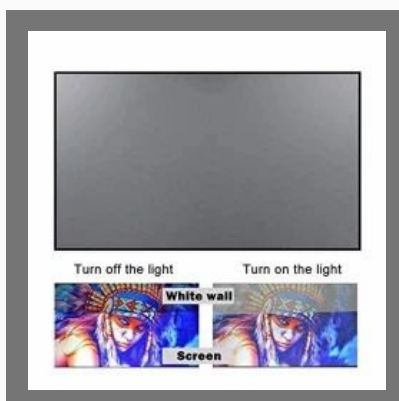 Turn off the light
Turn on the light
White wall
Screen